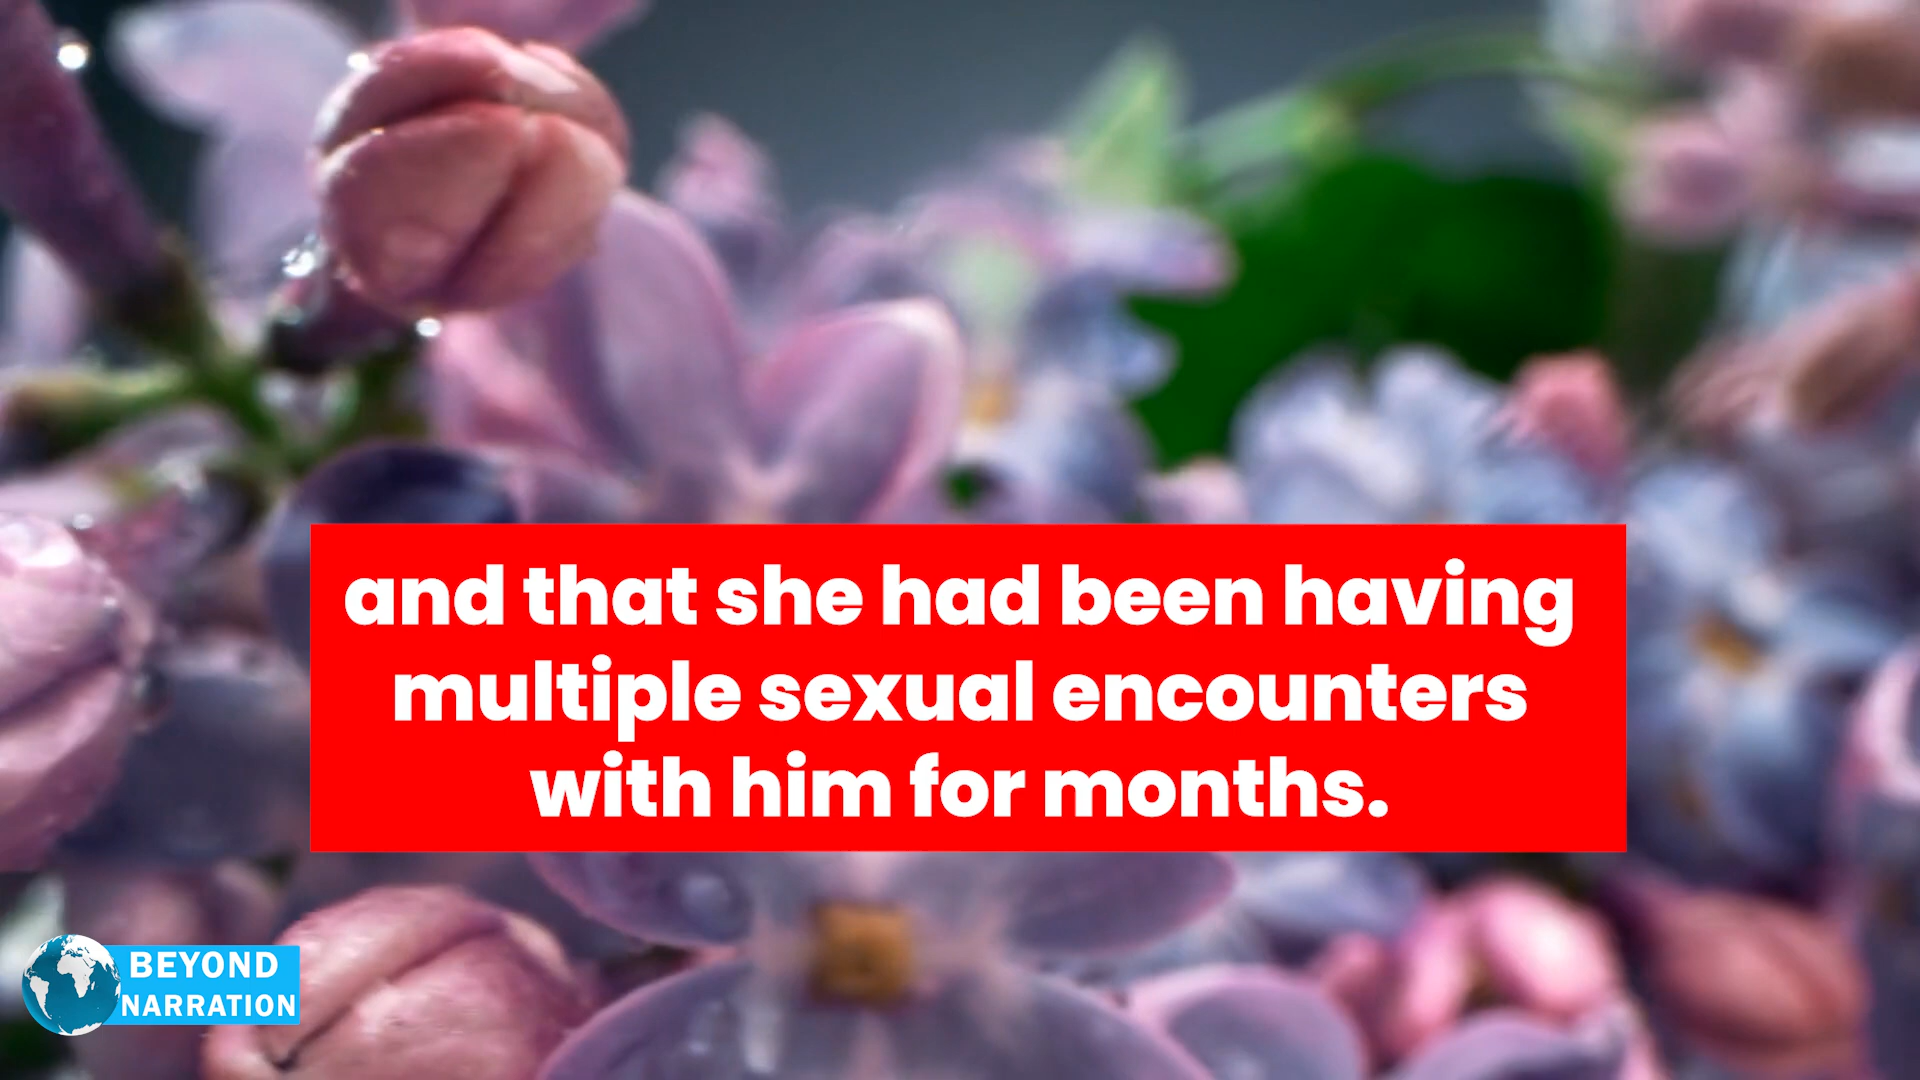 and that she had been having
multiple sexual encounters
with him for months.
BEYOND
NARRATION